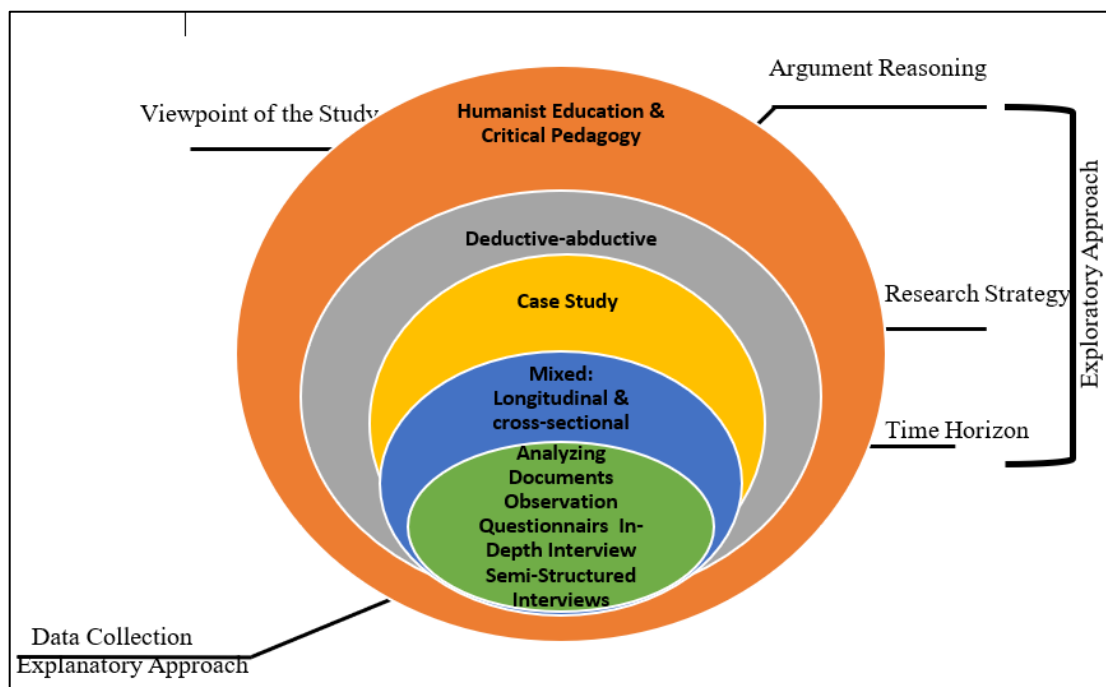 Argument Reasoning
Viewpoint of the Study
Humanist Education &
Critical Pedagogy
Deductive-abductive
Case Study
Research Strategy
Exploratory Approach
Mixed:
Longitudinal &
cross-sectional
Time Horizon
Analyzing
Documents
Observation
Questionnairs In-
Depth Interview
Semi-Structured
Interviews
Data Collection
Explanatory Approach